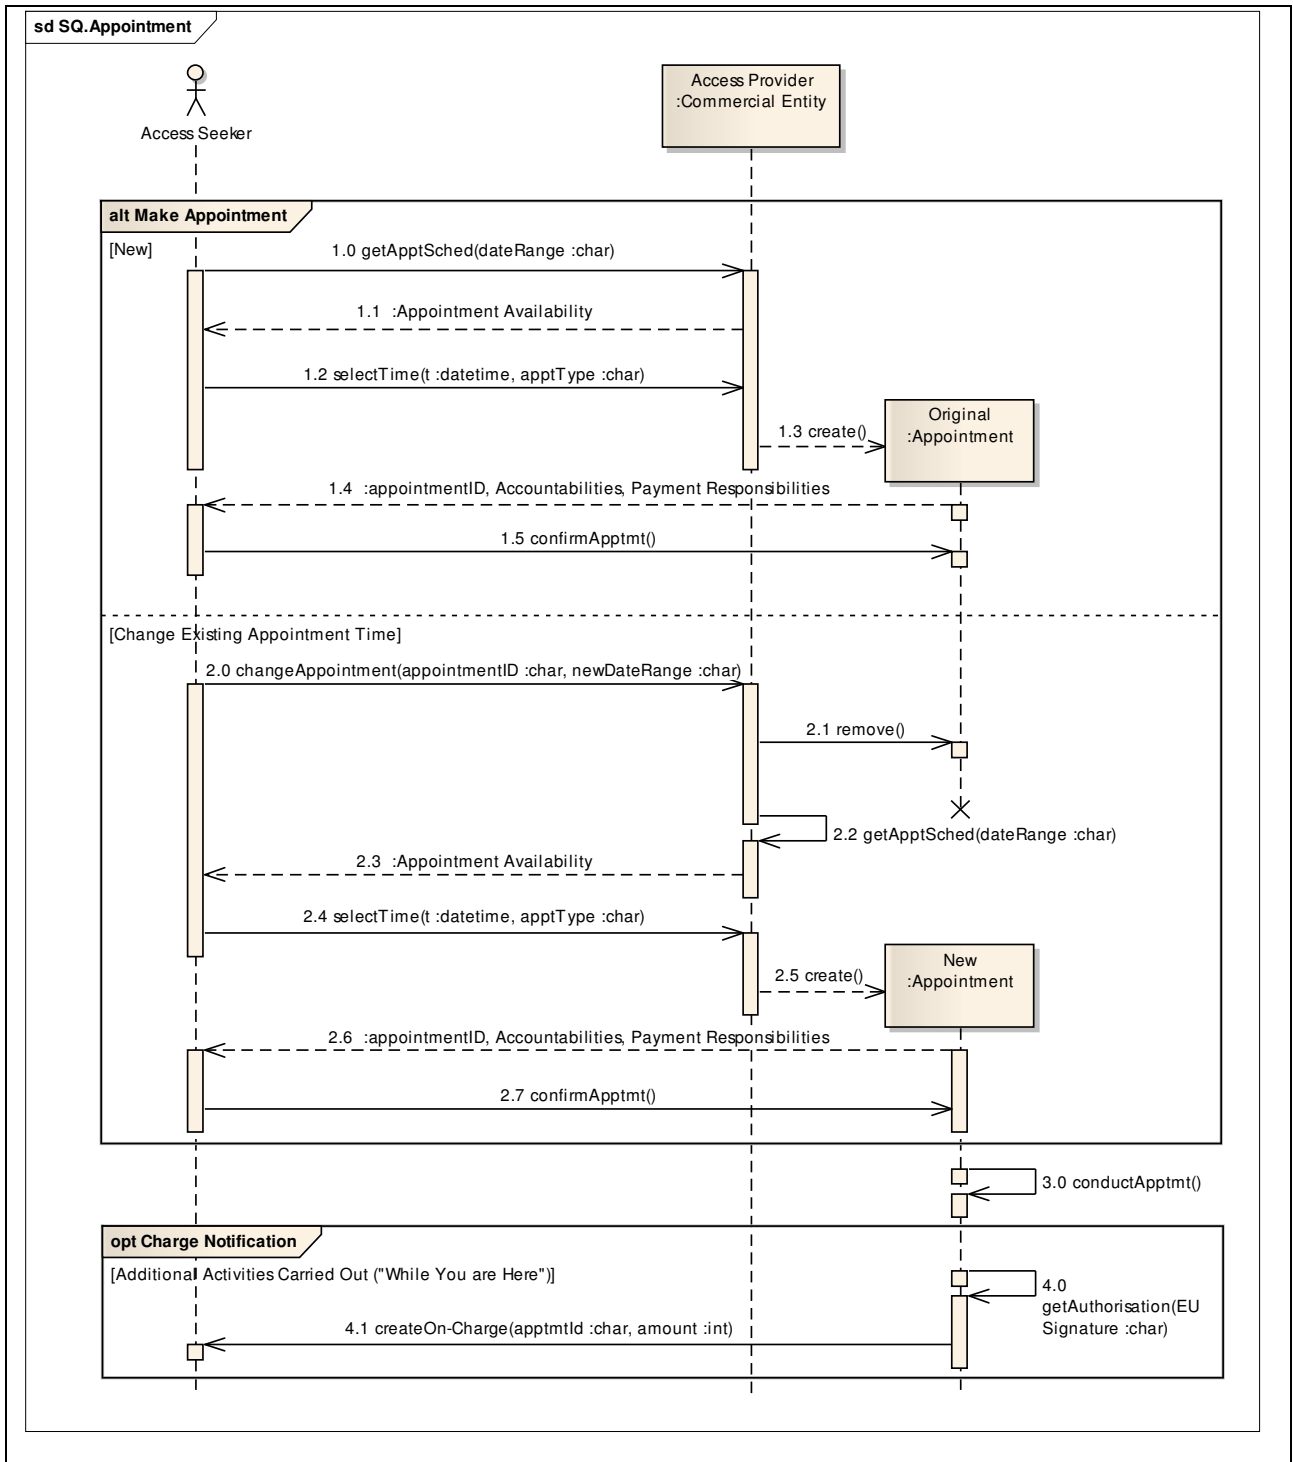 sd SQ.Appointment
Access Seeker
Access Provider
:Commercial Entity
alt Make Appointment
[New]
1.0 getApptSched(dateRange :char)
1.1 :Appointment Availability
1.2 selectTime(t :datetime, apptType :char)
Original
:Appointment
1.3 create()
1.4 :appointmentID, Accountabilities, Payment Responsibilities
1.5 confirmApptmt()
[Change Existing Appointment Time]
2.0 changeAppointment(appointmentID :char, newDateRange :char)
2.1 remove()
2.2 getApptSched(dateRange :char)
2.3 :Appointment Availability
2.4 selectTime(t :datetime, apptType :char)
New
:Appointment
2.5 create()
2.6 :appointmentID, Accountabilities, Payment Responsibilities
2.7 confirmApptmt()
3.0 conductApptmt()
opt Charge Notification
[Additional Activities Carried Out ("While You are Here")]
4.0
getAuthorisation(EU
Signature :char)
4.1 createOn-Charge(apptmtId :char, amount :int)